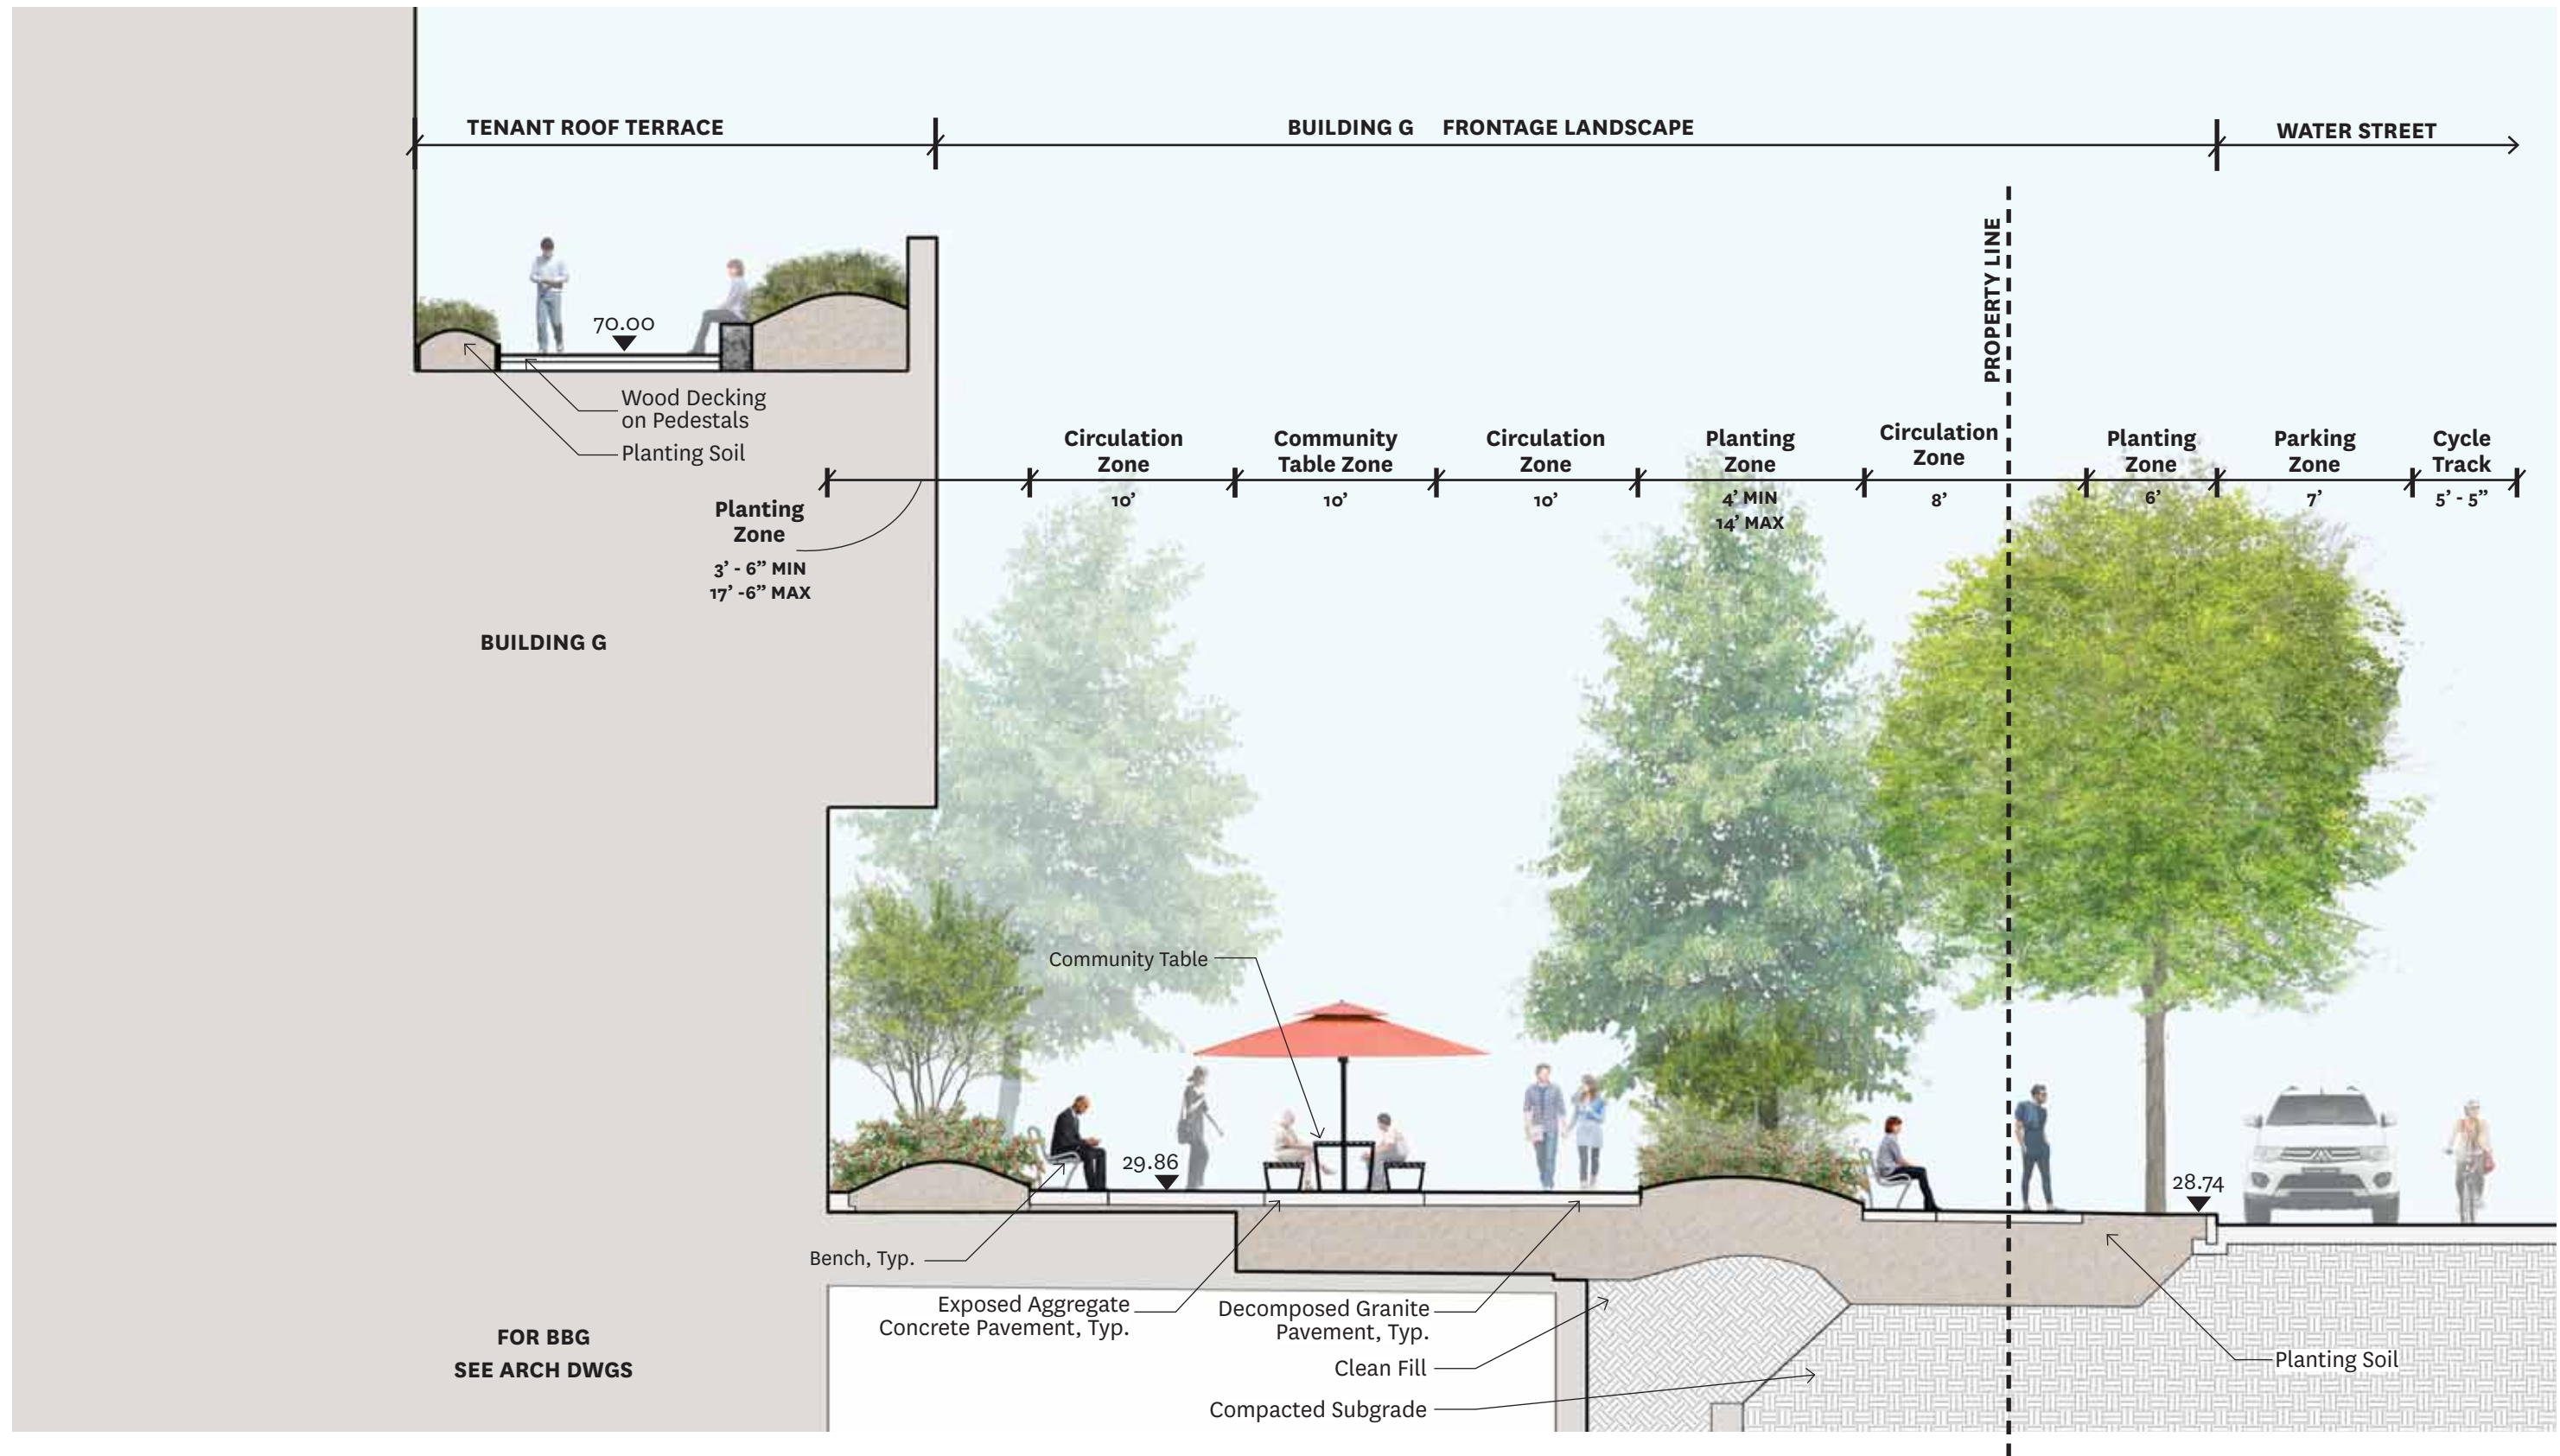 TENANT ROOF TERRACE
BUILDING G FRONTAGE LANDSCAPE
WATER STREET
PROPERTY LINE
70.00
Wood Decking
on Pedestals
Planting Soil
Planting
Zone
3’ - 6” MIN
17’ -6” MAX
Circulation
Zone
10’
Community
Table Zone
10’
Circulation
Zone
10’
Planting
Zone
4’ MIN
14’ MAX
Circulation
Zone
8’
Planting
Zone
6’
Parking
Zone
7’
Cycle
Track
5’ - 5”
BUILDING G
Community Table
29.86
28.74
Bench, Typ.
Exposed Aggregate
Concrete Pavement, Typ.
Decomposed Granite
Pavement, Typ.
Clean Fill
Compacted Subgrade
Planting Soil
FOR BBG
SEE ARCH DWGS